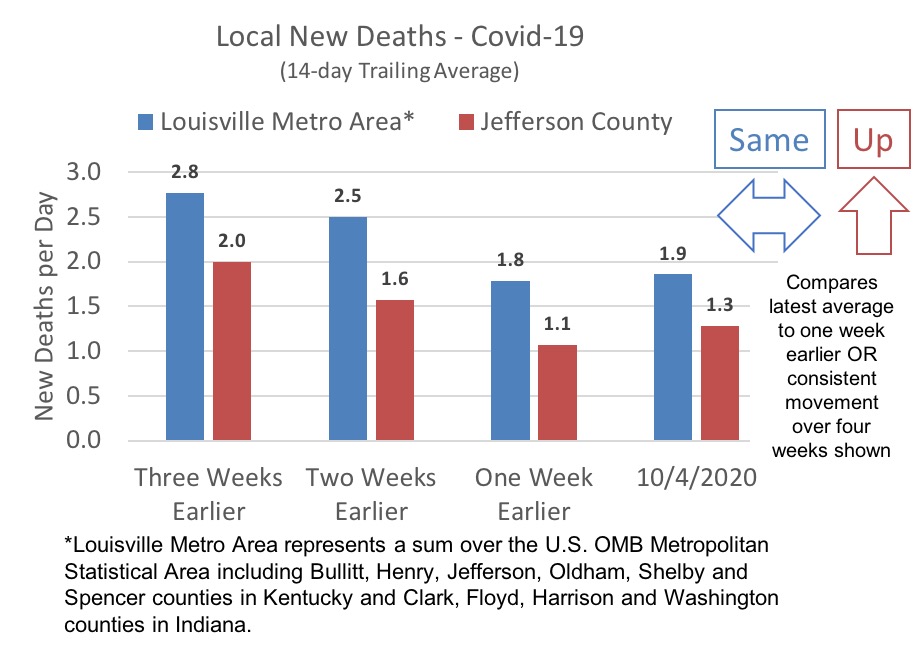 Local New Deaths - Covid-19
(14-day Trailing Average)
Louisville Metro Area*
Jefferson County
Same
Up
New Deaths per Day
3.0
2.5
2.0
1.5
1.0
0.5
0.0
2.8
2.0
2.5
1.6
1.8
1.1
1.9
1.3
Three Weeks
Earlier
Two Weeks
Earlier
One Week
Earlier
10/4/2020
Compares
latest average
to one week
earlier OR
consistent
movement
over four
weeks shown
*Louisville Metro Area represents a sum over the U.S. OMB Metropolitan
Statistical Area including Bullitt, Henry, Jefferson, Oldham, Shelby and
Spencer counties in Kentucky and Clark, Floyd, Harrison and Washington
counties in Indiana.